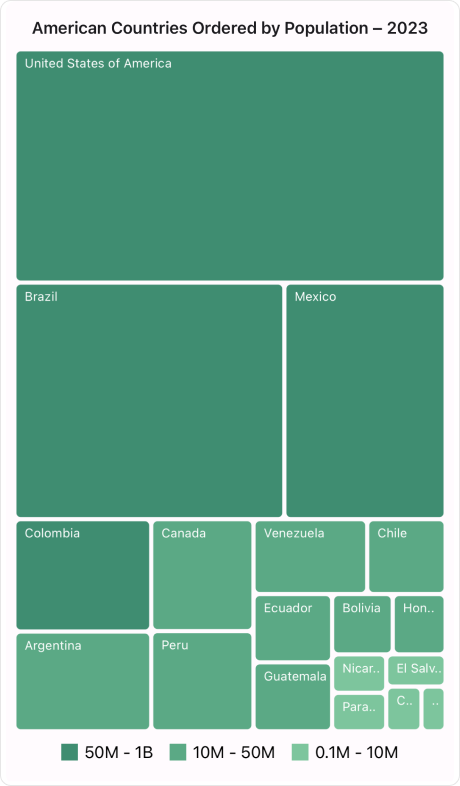 American Countries Ordered by Population – 2023
United States of America
Brazil
Mexico
Colombia
Canada
Venezuela
Chile
Ecuador
Bolivia
Hon..
Argentina
Peru
Guatemala
Nicar..
El Salv..
Para..
C..
..
50M - 1B
10M - 50M
0.1M - 10M